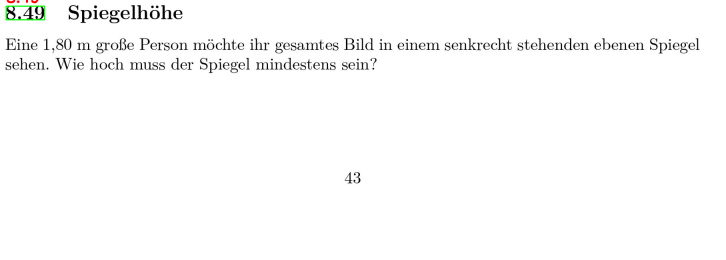 8.49 Spiegelhöhe
Eine 1,80 m große Person möchte ihr gesamtes Bild in einem senkrecht stehenden ebenen Spiegel
sehen. Wie hoch muss der Spiegel mindestens sein?
43